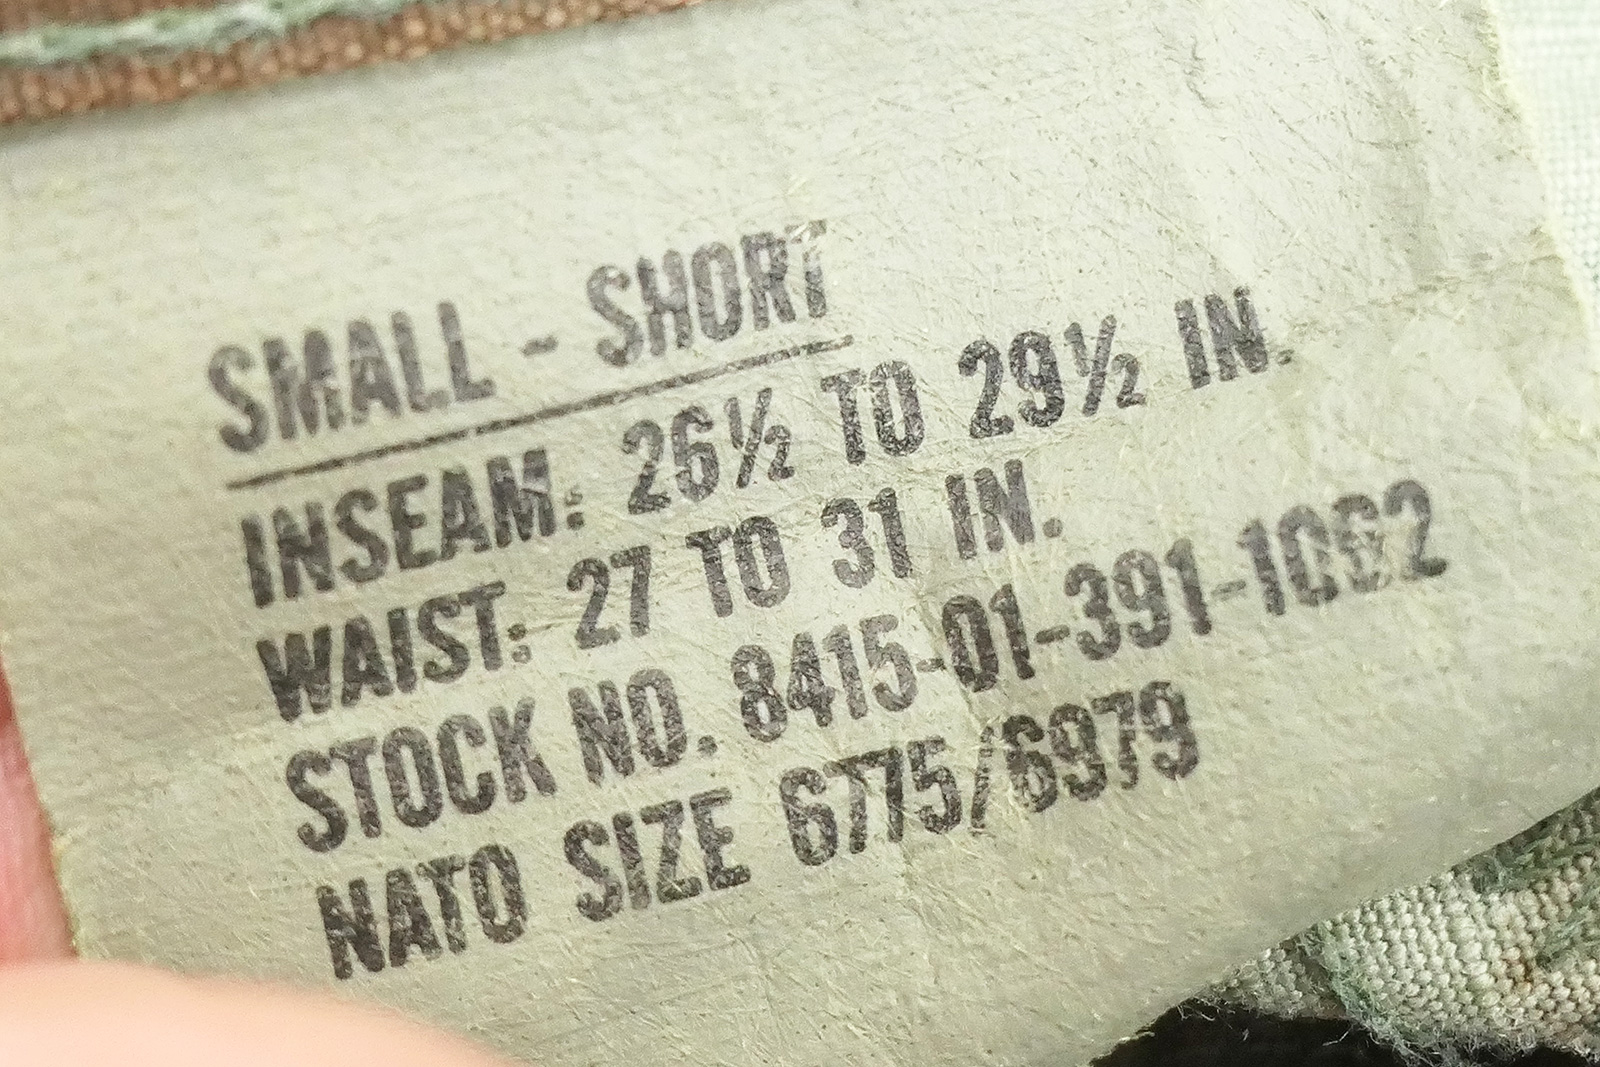 SMALL - SHORT
INSEAM: 26½ TO 29½ IN.
WAIST: 27 TO 31 IN.
STOCK NO. 8415-01-391-1062
NATO SIZE 6775/6979